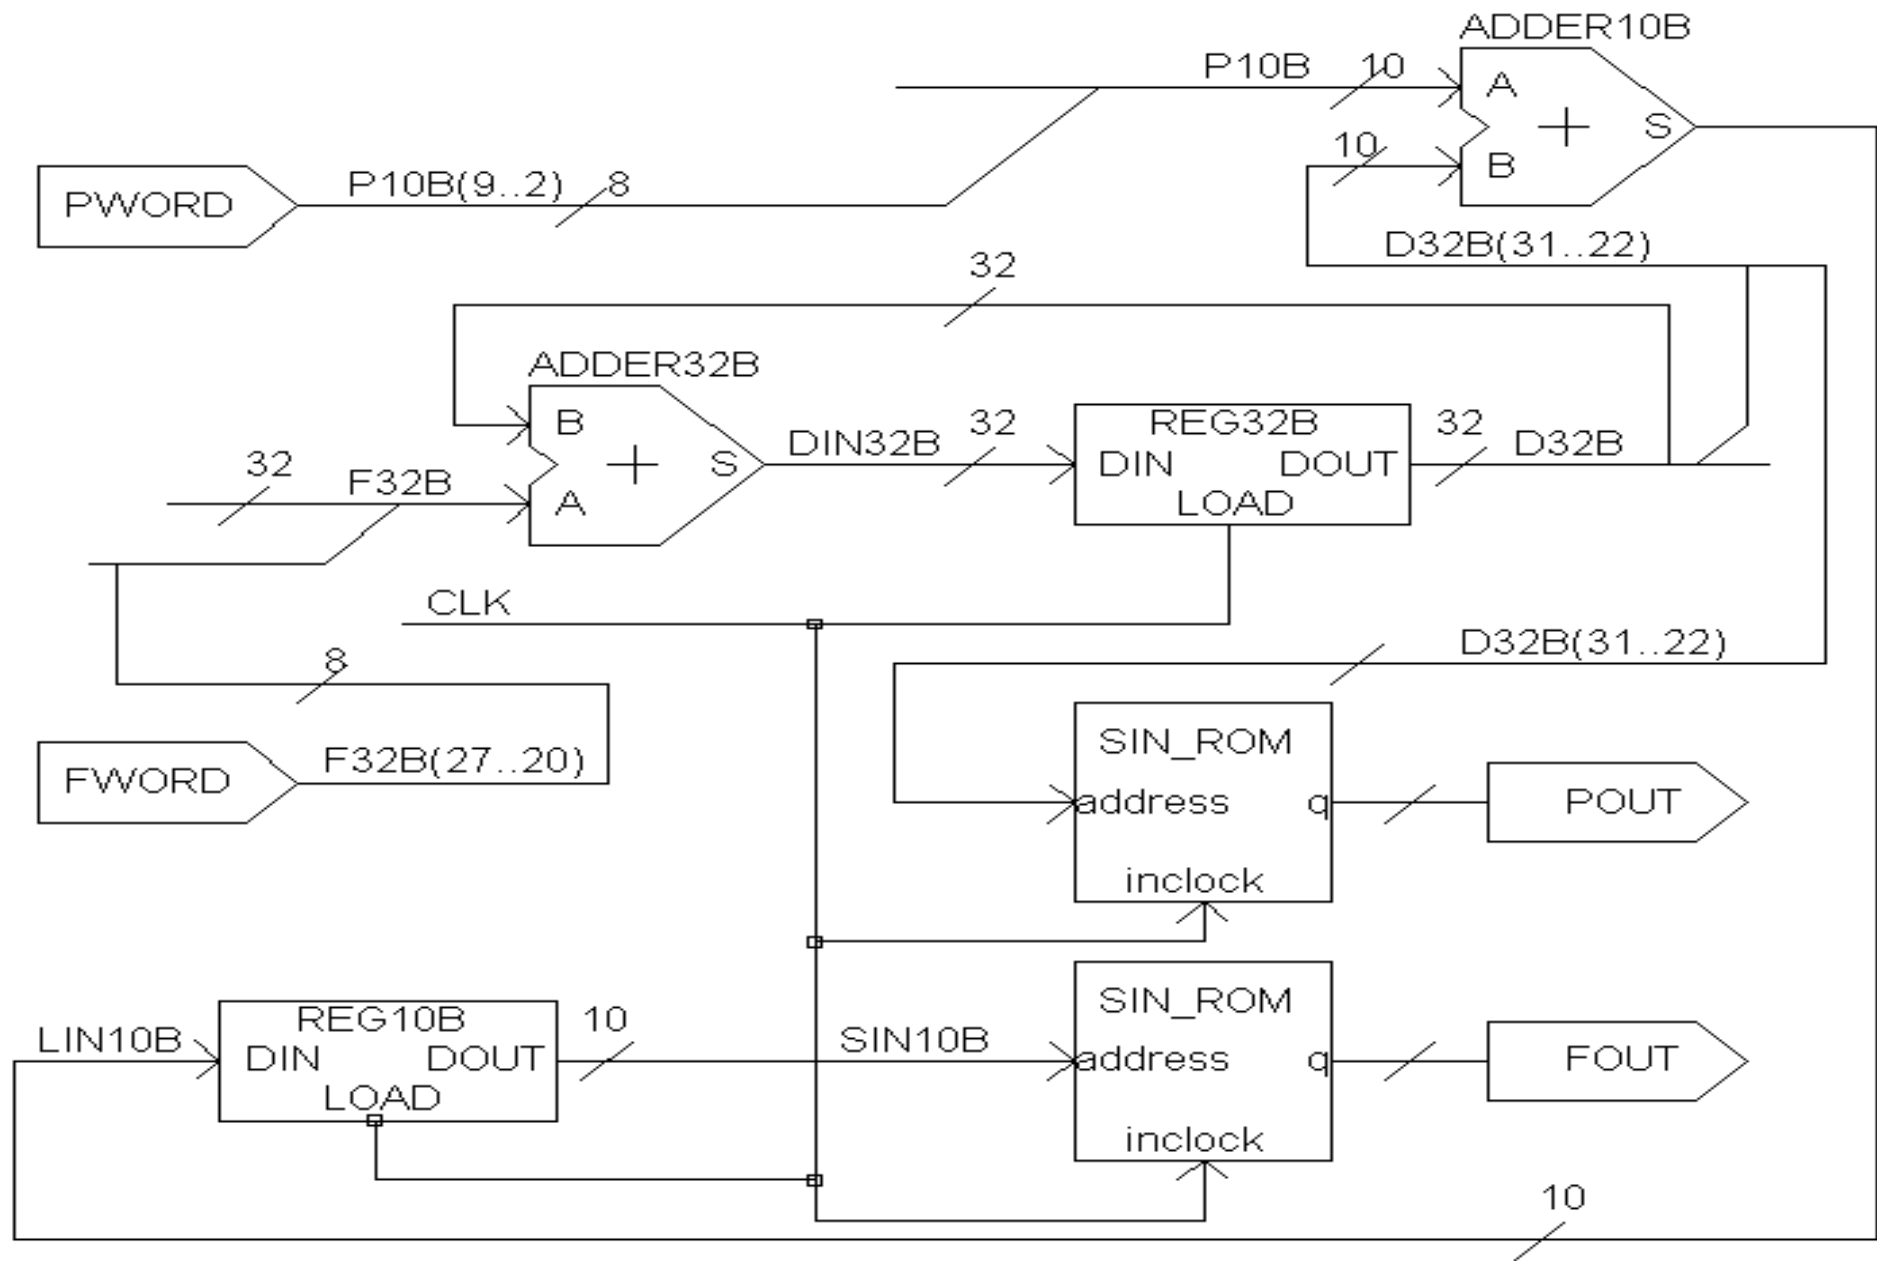 ADDER10B
P10B
10
A
+
S
10
B
PWORD
P10B(9..2)
8
D32B(31..22)
32
ADDER32B
B
+
S
A
32
F32B
DIN32B
32
REG32B
DIN
DOUT
LOAD
32
D32B
CLK
8
D32B(31..22)
FWORD
F32B(27..20)
SIN_ROM
address
q
inclock
POUT
LIN10B
REG10B
DIN
DOUT
LOAD
10
SIN10B
SIN_ROM
address
q
inclock
FOUT
10